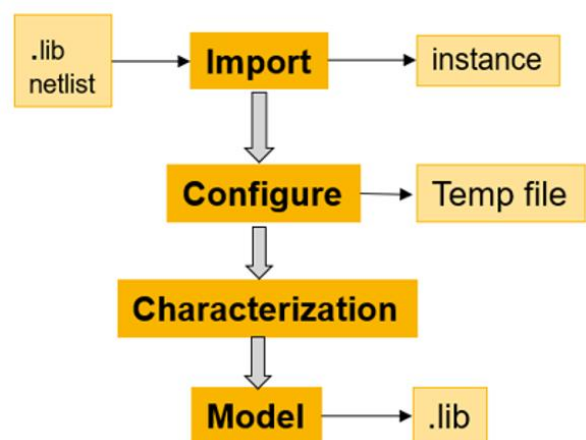 .lib
netlist
Import
instance
Configure
Temp file
Characterization
Model
.lib